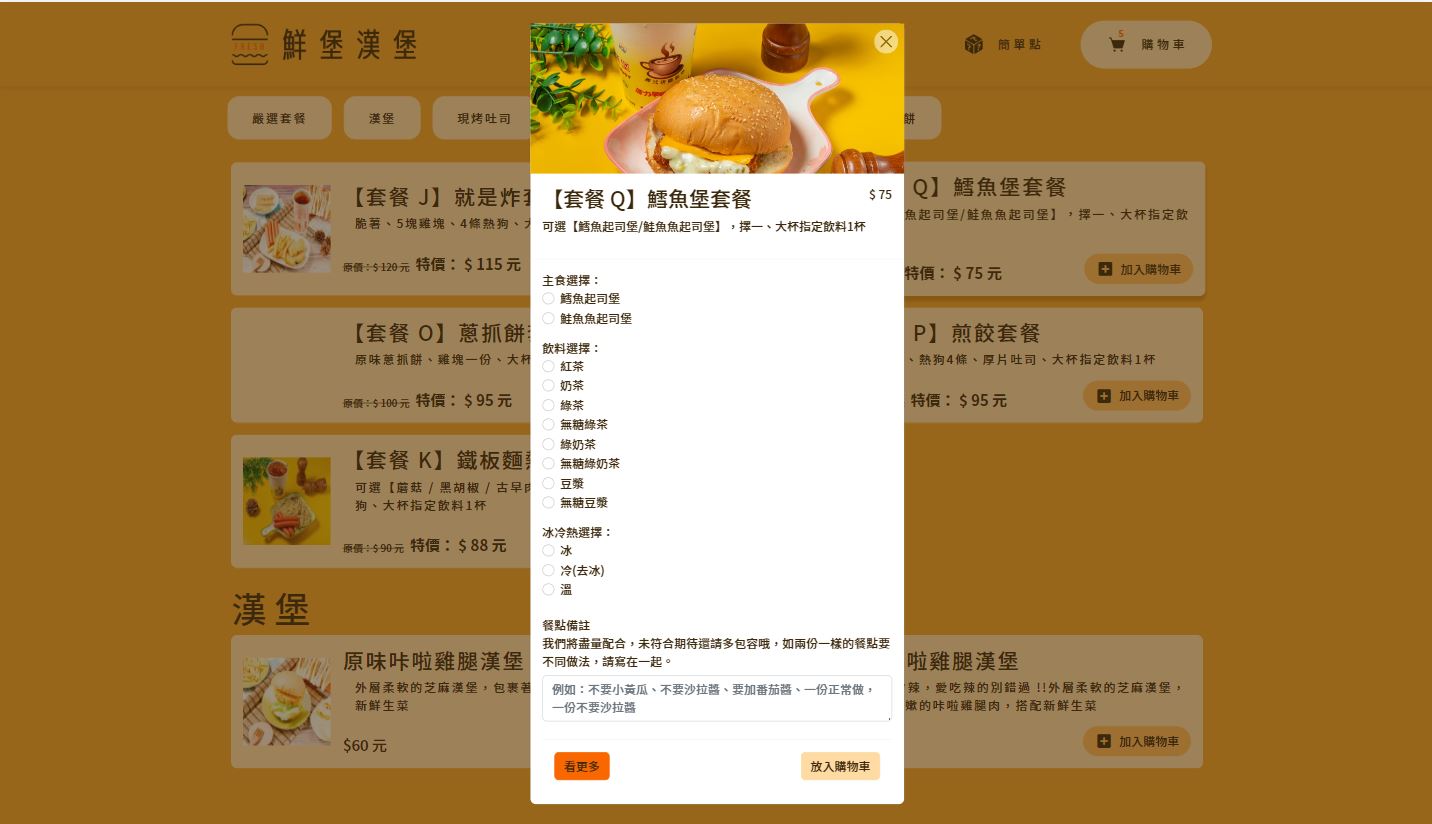 FRESH
鮮堡漢堡
簡單點
5
購物車
嚴選套餐
漢堡
現烤吐司
餅
【套餐 J】就是炸
脆薯、5塊雞塊、4條熱狗、
原價：$ 120 元 特價： $ 115 元
【套餐 O】蔥抓餅
原味蔥抓餅、雞塊一份、大杯
原價：$ 100 元 特價： $ 95 元
【套餐 K】鐵板麵
可選【蘑菇 / 黑胡椒 / 古早
狗、大杯指定飲料1杯
原價：$ 90 元 特價： $ 88 元
漢堡
原味咔啦雞腿漢堡
外層柔軟的芝麻漢堡，包裹著
新鮮生菜
$60 元
【套餐 Q】鱈魚堡套餐
$ 75
可選【鱈魚起司堡/鮭魚魚起司堡】，擇一、大杯指定飲料1杯
主食選擇：
鱈魚起司堡
鮭魚魚起司堡
飲料選擇：
紅茶
奶茶
綠茶
無糖綠茶
綠奶茶
無糖綠奶茶
豆漿
無糖豆漿
冰冷熱選擇：
冰
冷(去冰)
溫
餐點備註
我們將盡量配合，未符合期待還請多包容哦，如兩份一樣的餐點要
不同做法，請寫在一起。
例如：不要小黃瓜、不要沙拉醬、要加番茄醬、一份正常做，
一份不要沙拉醬
看更多
放入購物車
Q】鱈魚堡套餐
魚起司堡/鮭魚魚起司堡】，擇一、大杯指定飲
特價： $ 75 元
加入購物車
P】煎餃套餐
、熱狗4條、厚片吐司、大杯指定飲料1杯
特價： $ 95 元
加入購物車
啦雞腿漢堡
辣，愛吃辣的別錯過 !!外層柔軟的芝麻漢堡，
嫩的咔啦雞腿肉，搭配新鮮生菜
加入購物車